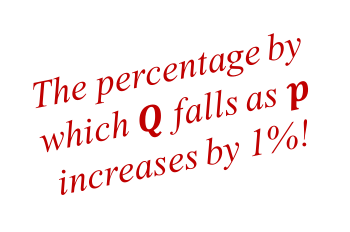 The percentage by
which Q falls as p
increases by 1%!